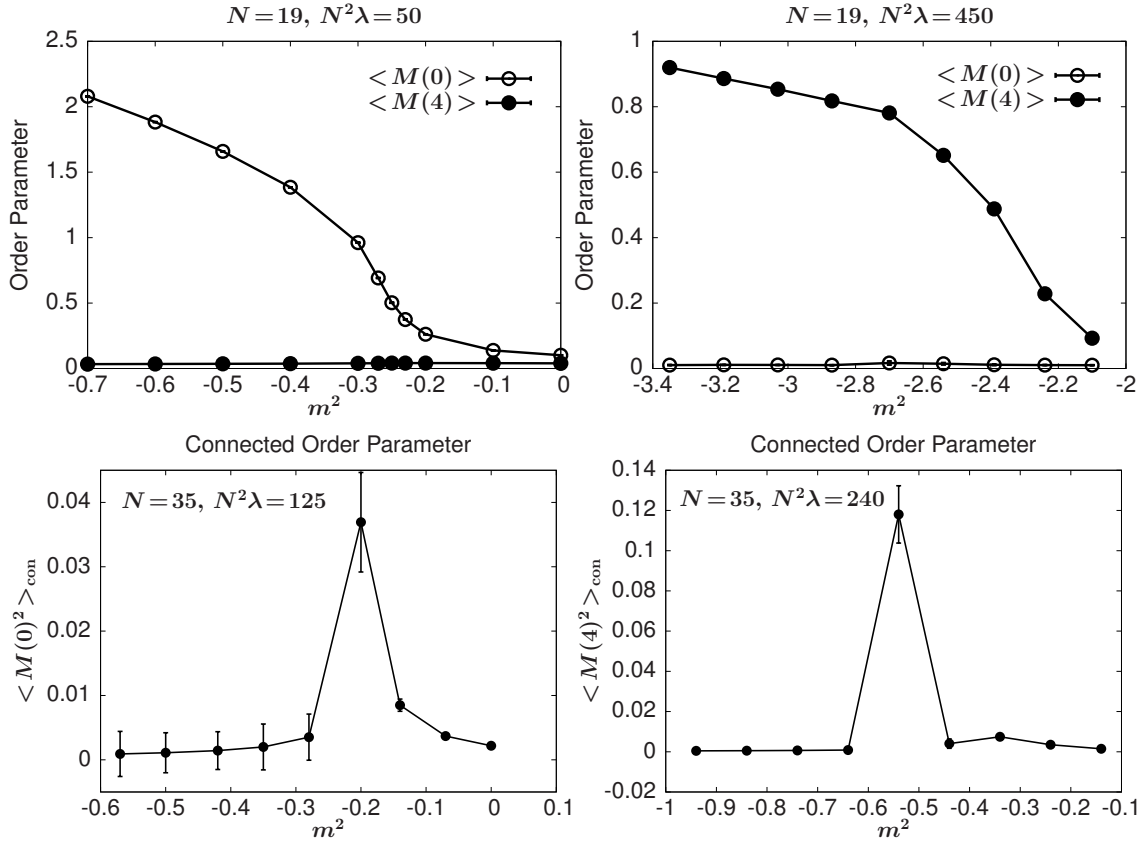 N=19, N²λ=50
Order Parameter
2.5
2
1.5
1
0.5
0
<M(0)>
<M(4)>
-0.7 -0.6 -0.5 -0.4 -0.3 -0.2 -0.1 0
m²
N=19, N²λ=450
Order Parameter
1
0.8
0.6
0.4
0.2
0
<M(0)>
<M(4)>
-3.4 -3.2 -3 -2.8 -2.6 -2.4 -2.2 -2
m²
Connected Order Parameter
<M(0)²>con
0.04
0.03
0.02
0.01
0
N=35, N²λ=125
-0.6 -0.5 -0.4 -0.3 -0.2 -0.1 0 0.1
m²
Connected Order Parameter
<M(4)²>con
0.14
0.12
0.1
0.08
0.06
0.04
0.02
0
-0.02
N=35, N²λ=240
-1 -0.9 -0.8 -0.7 -0.6 -0.5 -0.4 -0.3 -0.2 -0.1
m²